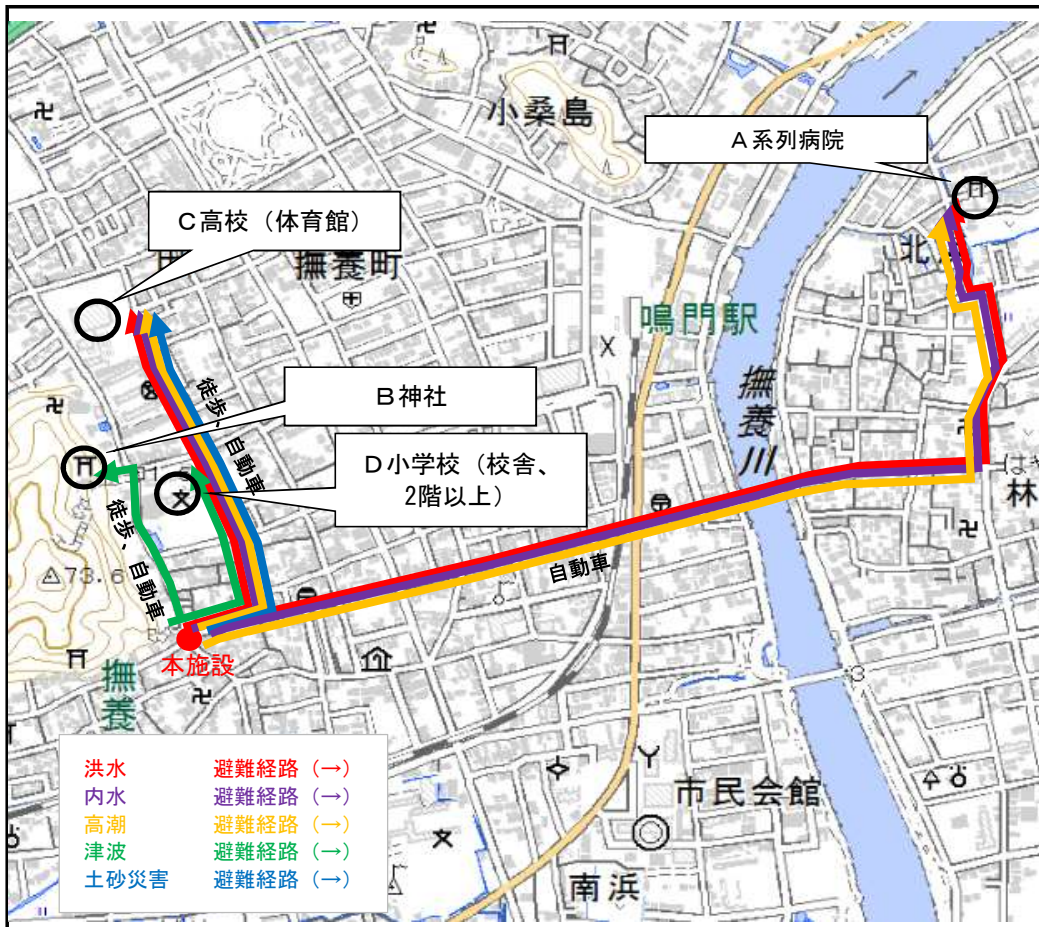 小桑島
A系列病院
C高校（体育館）
撫養町
鳴門駅
B神社
撫養川
D小学校（校舎、
2階以上）
徒歩、自動車
徒歩、自動車
73.6
自動車
林
本施設
撫養
市民会館
南浜
洪水 避難経路（→）
内水 避難経路（→）
高潮 避難経路（→）
津波 避難経路（→）
土砂災害 避難経路（→）